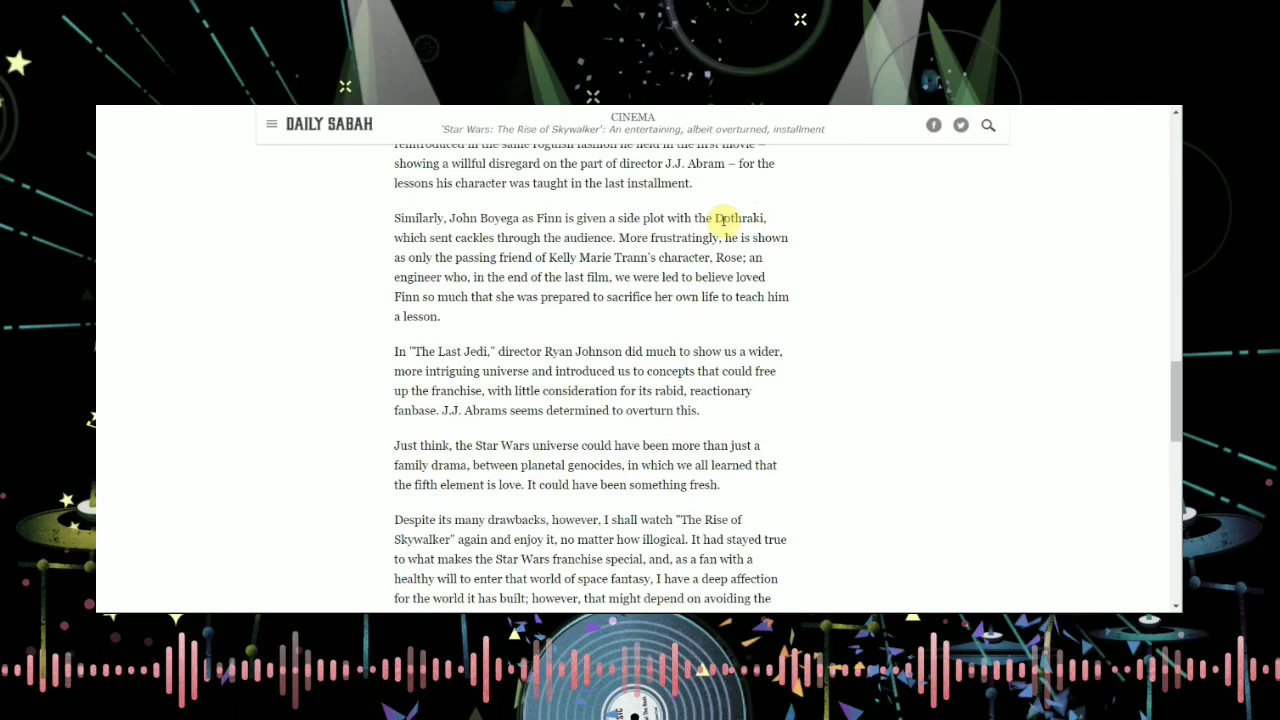 DAILY SABAH
CINEMA
'Star Wars: The Rise of Skywalker': An entertaining, albeit overturned, installment
reintroduced in the same roguish fashion he held in the first movie –
showing a willful disregard on the part of director J.J. Abram – for the
lessons his character was taught in the last installment.
Similarly, John Boyega as Finn is given a side plot with the Dothraki,
which sent cackles through the audience. More frustratingly, he is shown
as only the passing friend of Kelly Marie Trann's character, Rose; an
engineer who, in the end of the last film, we were led to believe loved
Finn so much that she was prepared to sacrifice her own life to teach him
a lesson.
In "The Last Jedi," director Ryan Johnson did much to show us a wider,
more intriguing universe and introduced us to concepts that could free
up the franchise, with little consideration for its rabid, reactionary
fanbase. J.J. Abrams seems determined to overturn this.
Just think, the Star Wars universe could have been more than just a
family drama, between planetal genocides, in which we all learned that
the fifth element is love. It could have been something fresh.
Despite its many drawbacks, however, I shall watch "The Rise of
Skywalker" again and enjoy it, no matter how illogical. It had stayed true
to what makes the Star Wars franchise special, and, as a fan with a
healthy will to enter that world of space fantasy, I have a deep affection
for the world it has built; however, that might depend on avoiding the